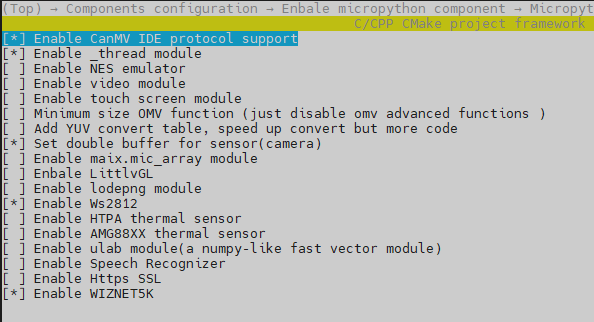 (Top) → Components configuration → Enbale micropython component → Micropyt
C/CPP CMake project framework
[*] Enable CanMV IDE protocol support
[*] Enable _thread module
[ ] Enable NES emulator
[ ] Enable video module
[ ] Enable touch screen module
[ ] Minimum size OMV function (just disable omv advanced functions )
[ ] Add YUV convert table, speed up convert but more code
[*] Set double buffer for sensor(camera)
[ ] Enable maix.mic_array module
[ ] Enbale LittlvGL
[ ] Enable lodepng module
[*] Enable Ws2812
[ ] Enable HTPA thermal sensor
[ ] Enable AMG88XX thermal sensor
[ ] Enable ulab module(a numpy-like fast vector module)
[ ] Enable Speech Recognizer
[ ] Enable Https SSL
[*] Enable WIZNET5K